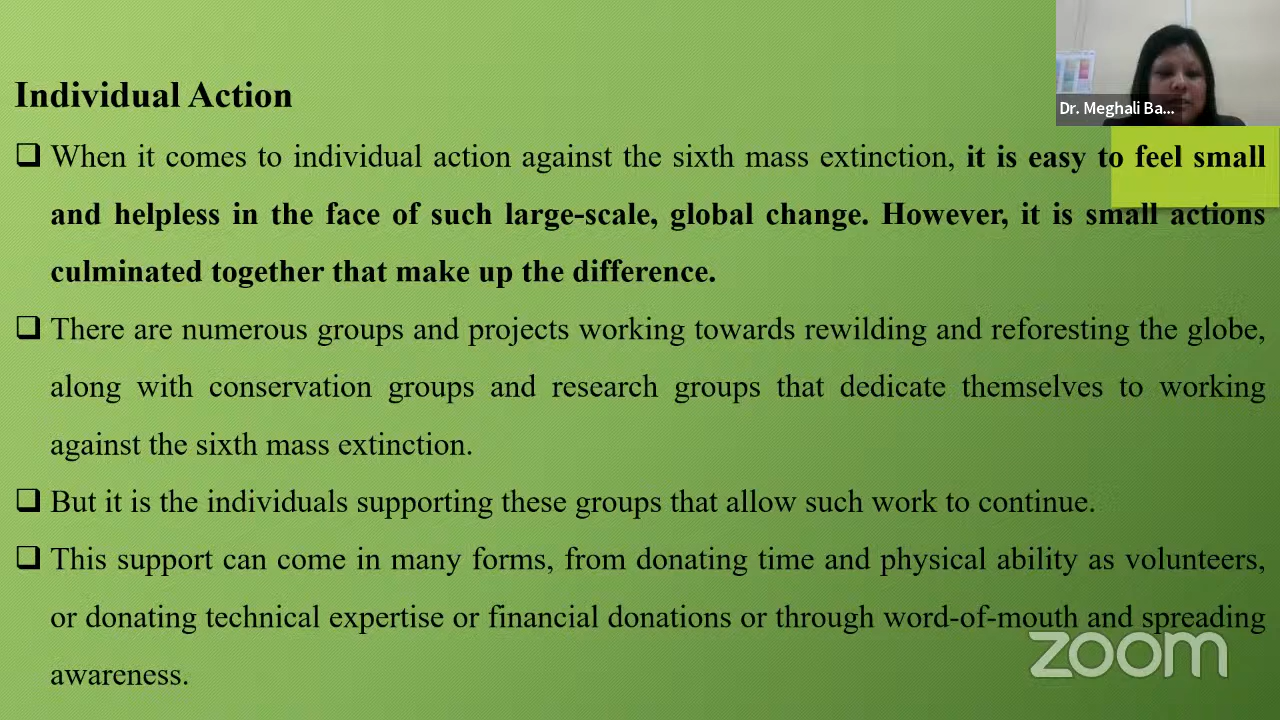 Dr. Meghali Ba...
Individual Action
When it comes to individual action against the sixth mass extinction, it is easy to feel small
and helpless in the face of such large-scale, global change. However, it is small actions
culminated together that make up the difference.
There are numerous groups and projects working towards rewilding and reforesting the globe,
along with conservation groups and research groups that dedicate themselves to working
against the sixth mass extinction.
But it is the individuals supporting these groups that allow such work to continue.
This support can come in many forms, from donating time and physical ability as volunteers,
or donating technical expertise or financial donations or through word-of-mouth and spreading
awareness.
zoom